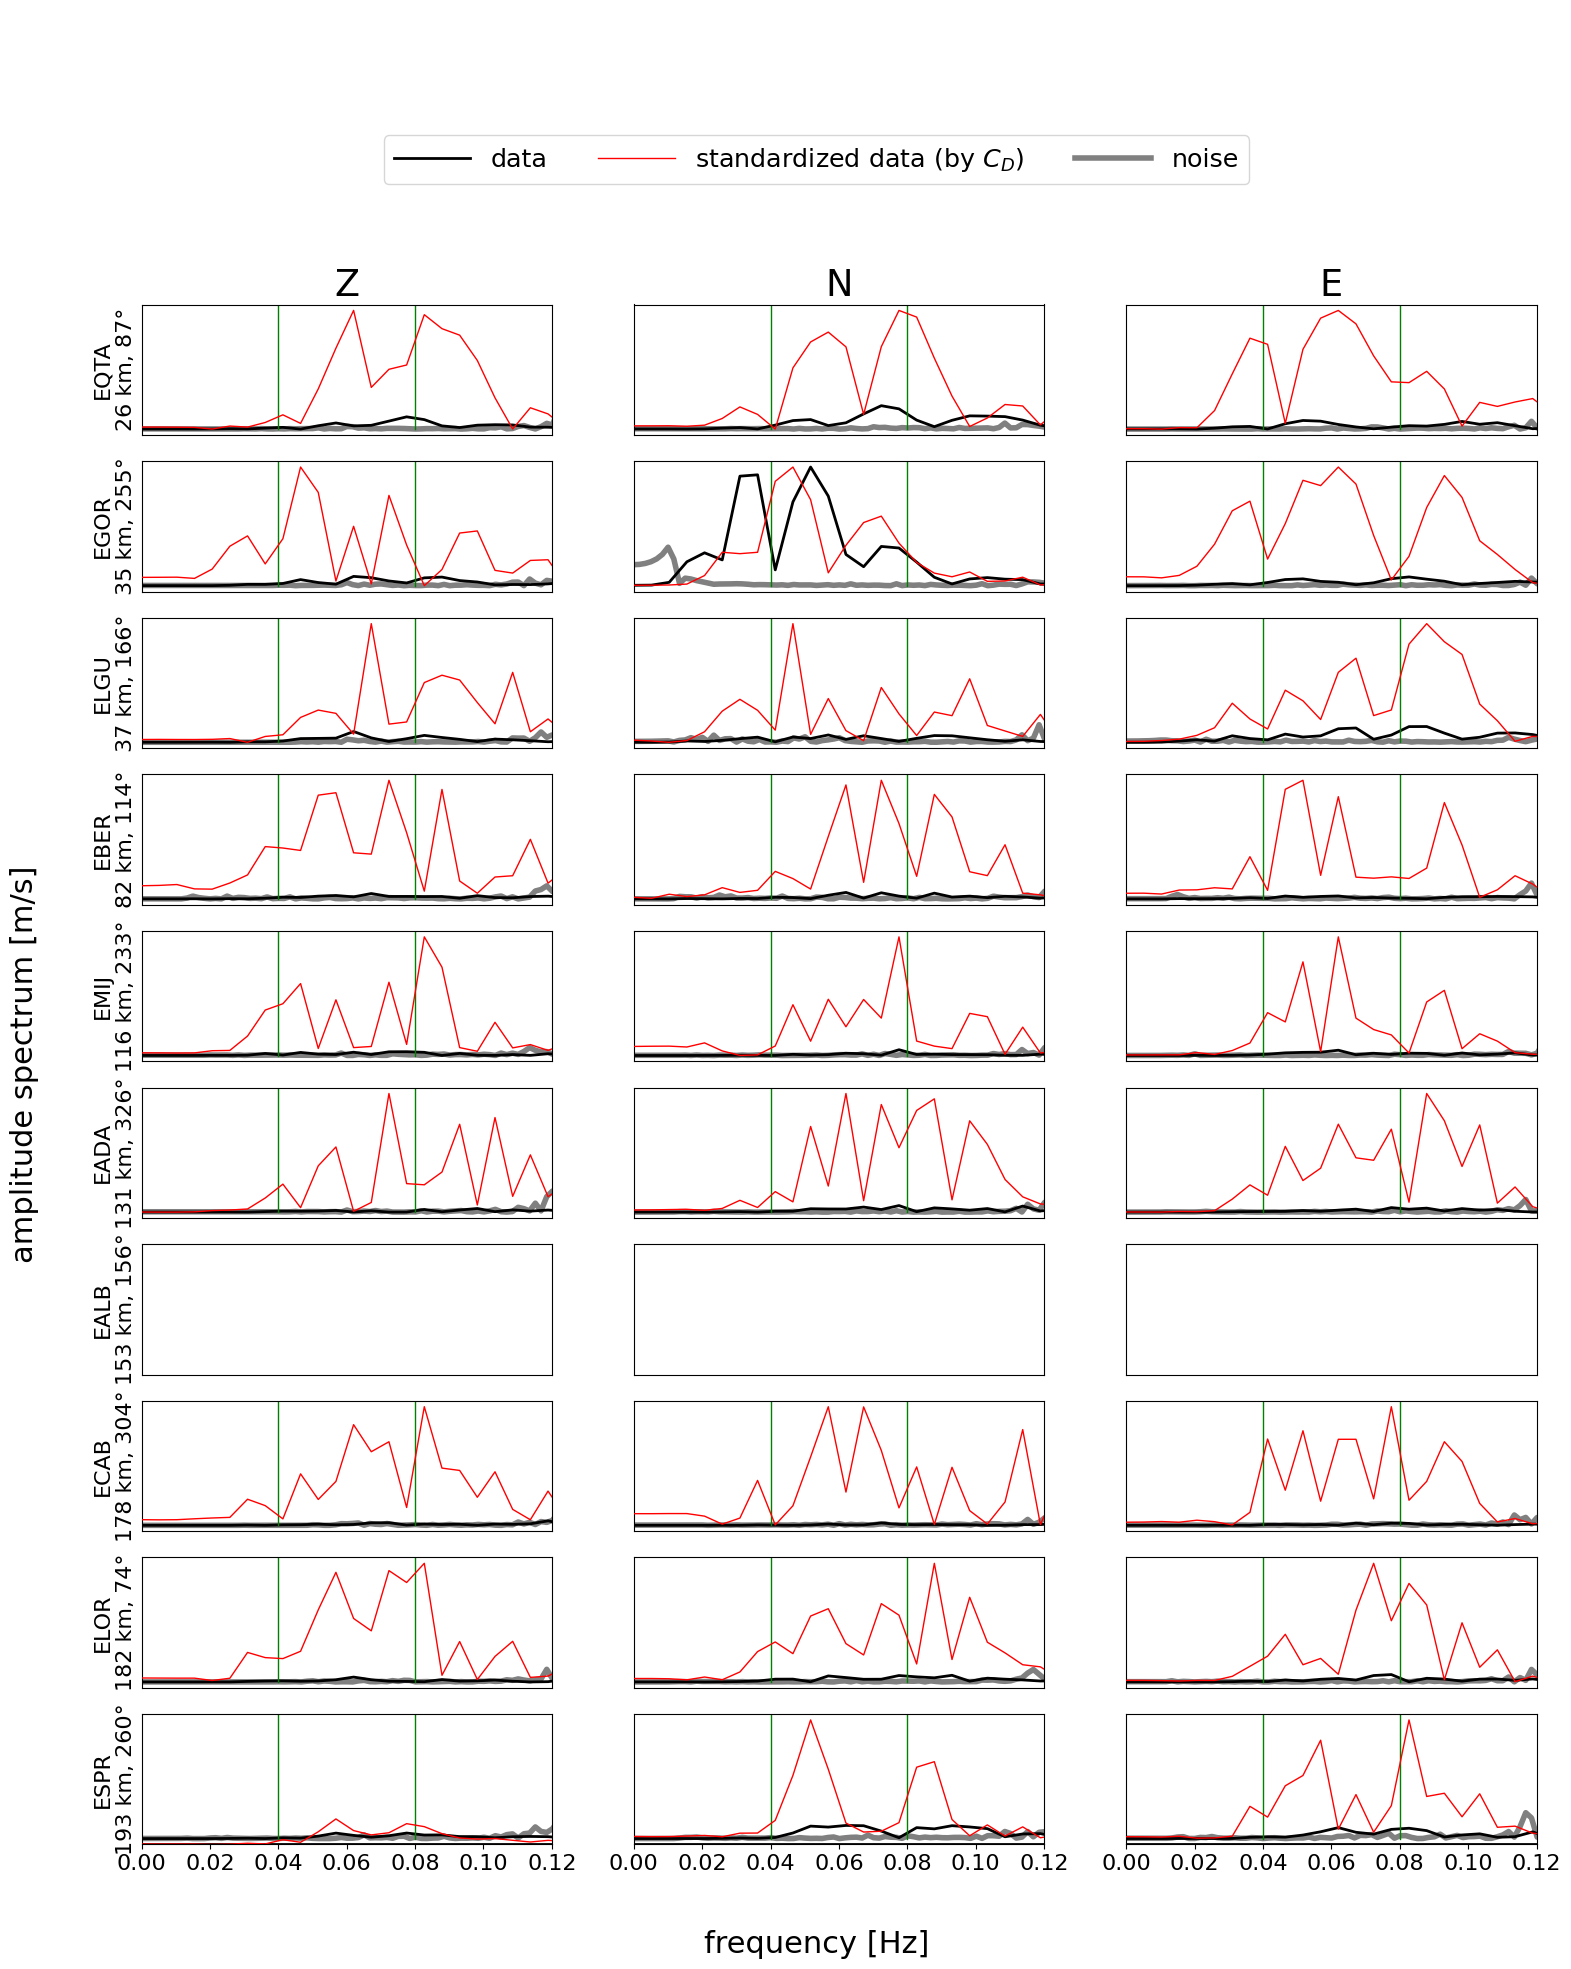 data
standardized data (by C_D)
noise
Z
N
E
EQTA
26 km, 87°
EGOR
35 km, 255°
ELGU
37 km, 166°
EBER
82 km, 114°
EMIJ
116 km, 233°
EADA
131 km, 326°
EALB
153 km, 156°
ECAB
178 km, 304°
ELOR
182 km, 74°
ESPR
193 km, 260°
amplitude spectrum [m/s]
0.00 0.02 0.04 0.06 0.08 0.10 0.12
0.00 0.02 0.04 0.06 0.08 0.10 0.12
0.00 0.02 0.04 0.06 0.08 0.10 0.12
frequency [Hz]